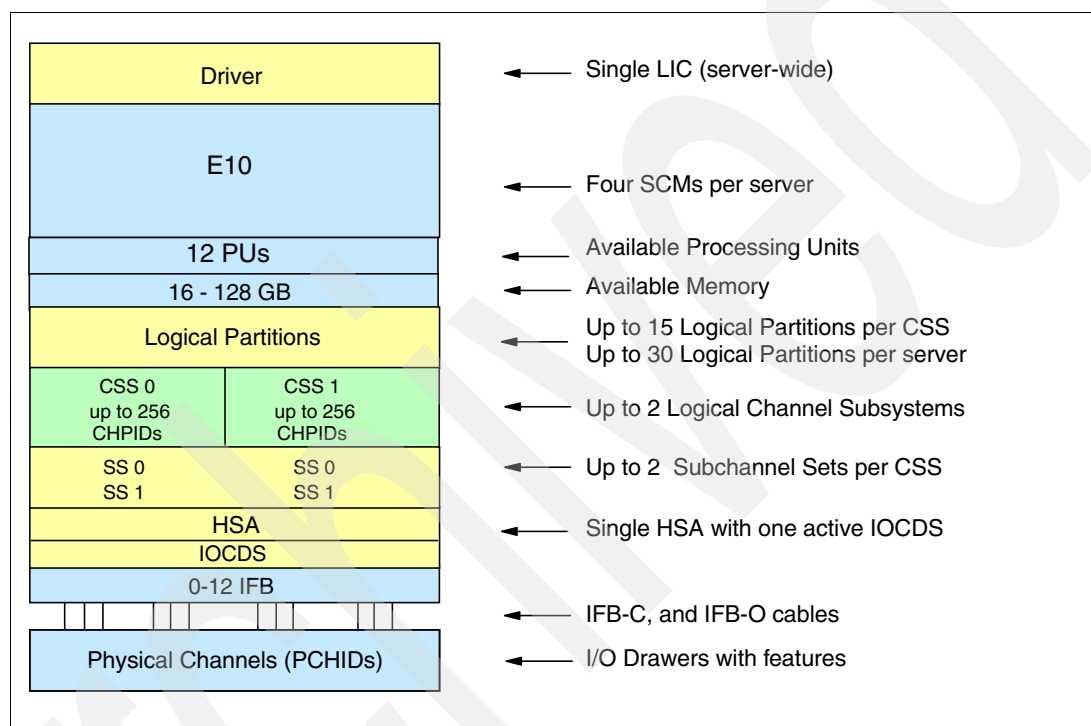 Driver
Single LIC (server-wide)
E10
Four SCMs per server
12 PUs
Available Processing Units
16 - 128 GB
Available Memory
Logical Partitions
Up to 15 Logical Partitions per CSS
Up to 30 Logical Partitions per server
CSS 0
up to 256
CHPIDs
CSS 1
up to 256
CHPIDs
Up to 2 Logical Channel Subsystems
SS 0
SS 1
SS 0
SS 1
Up to 2 Subchannel Sets per CSS
HSA
Single HSA with one active IOCDS
IOCDS
0-12 IFB
IFB-C, and IFB-O cables
Physical Channels (PCHIDs)
I/O Drawers with features